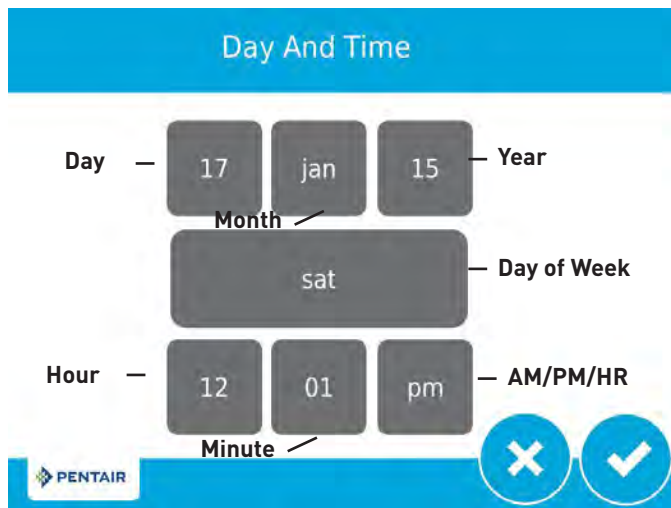 Day And Time
Day 17 jan 15 Year
Month
sat Day of Week
Hour 12 01 pm AM/PM/HR
Minute
PENTAIR